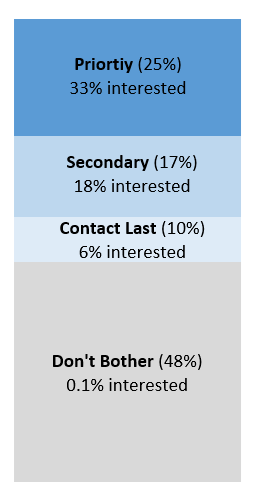 Priortiy (25%)
33% interested
Secondary (17%)
18% interested
Contact Last (10%)
6% interested
Don't Bother (48%)
0.1% interested